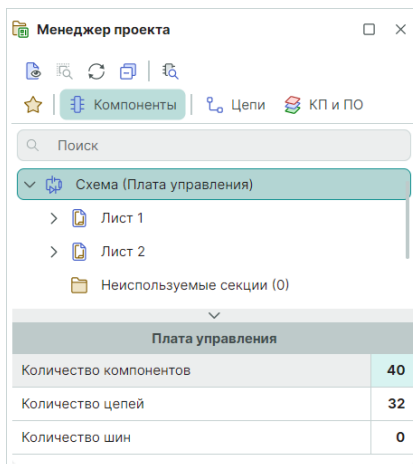 Менеджер проекта
Компоненты Цепи КП и ПО
Поиск
Схема (Плата управления)
Лист 1
Лист 2
Неиспользуемые секции (0)
Плата управления
Количество компонентов 40
Количество цепей 32
Количество шин 0